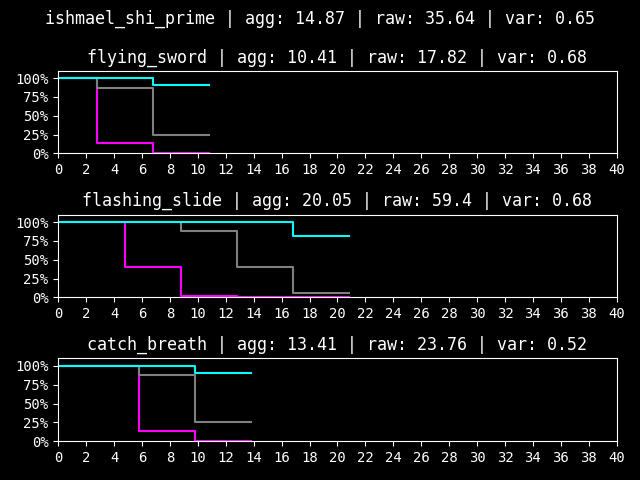 ishmael_shi_prime | agg: 14.87 | raw: 35.64 | var: 0.65
flying_sword | agg: 10.41 | raw: 17.82 | var: 0.68
100%
75%
50%
25%
0%
0 2 4 6 8 10 12 14 16 18 20 22 24 26 28 30 32 34 36 38 40
flashing_slide | agg: 20.05 | raw: 59.4 | var: 0.68
100%
75%
50%
25%
0%
0 2 4 6 8 10 12 14 16 18 20 22 24 26 28 30 32 34 36 38 40
catch_breath | agg: 13.41 | raw: 23.76 | var: 0.52
100%
75%
50%
25%
0%
0 2 4 6 8 10 12 14 16 18 20 22 24 26 28 30 32 34 36 38 40